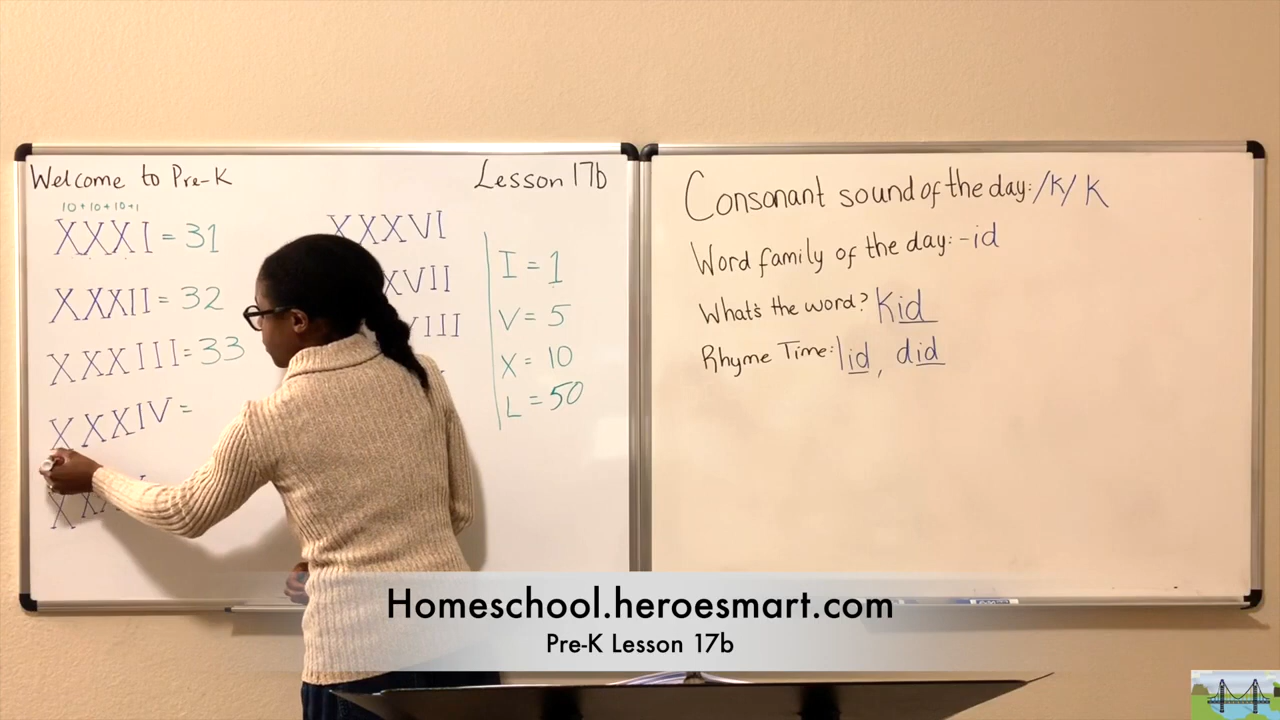 Welcome to Pre-K
Lesson 17b
10+10+10+1
XXXI = 31
XXXII = 32
XXXIII = 33
XXXIV =
XXXVI
XVII
VIII
I = 1
V = 5
X = 10
L = 50
Consonant sound of the day: /K/ K
Word family of the day: -id
What's the word? Kid
Rhyme Time: lid, did
Homeschool.heroesmart.com
Pre-K Lesson 17b